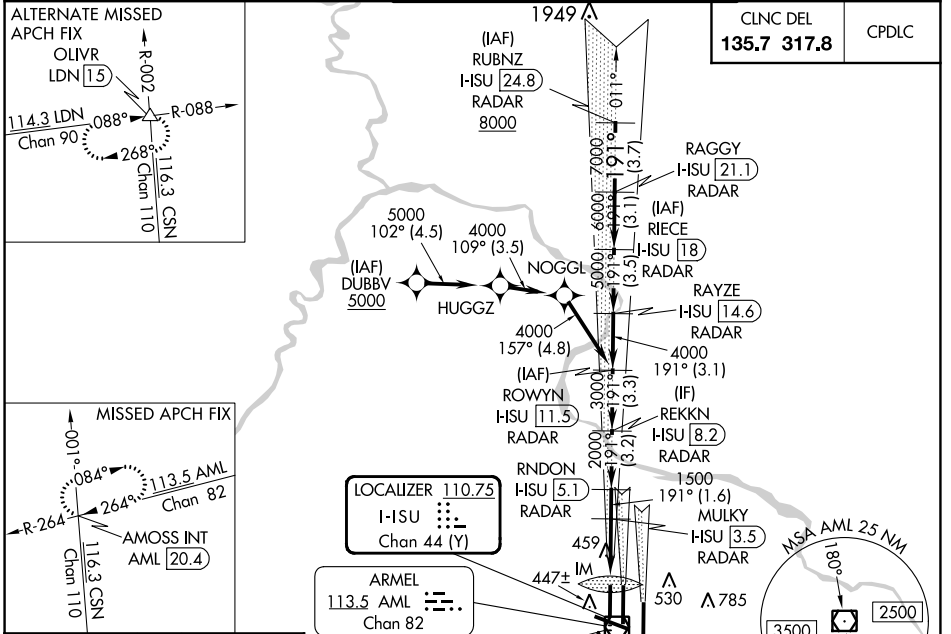 ALTERNATE MISSED
APCH FIX
OLIVR
LDN 15
R-002
R-088
114.3 LDN
Chan 90
088°
268°
116.3 CSN
Chan 110
1949
(IAF)
RUBNZ
I-ISU 24.8
RADAR
8000
CLNC DEL
135.7 317.8
CPDLC
011°
7000
191°
(3.7)
RAGGY
I-ISU 21.1
RADAR
6000
191°
(3.1)
(IAF)
RIECE
I-ISU 18
RADAR
5000
191°
(3.5)
5000
102° (4.5)
4000
109° (3.5)
(IAF)
DUBBV
5000
HUGGZ
NOGGL
RAYZE
I-ISU 14.6
RADAR
4000
157° (4.8)
4000
191° (3.1)
(IAF)
ROWYN
I-ISU 11.5
RADAR
3000
191°
(3.3)
(IF)
REKKN
I-ISU 8.2
RADAR
2000
191°
(3.2)
RNDON
I-ISU 5.1
RADAR
1500
191° (1.6)
MULKY
I-ISU 3.5
RADAR
MISSED APCH FIX
001°
084°
264°
113.5 AML
Chan 82
R-264
AMOSS INT
AML 20.4
116.3 CSN
Chan 110
LOCALIZER 110.75
I-ISU
Chan 44 (Y)
459
IM
447±
530
785
ARMEL
113.5 AML
Chan 82
MSA AML 25 NM
180°
2500
3500